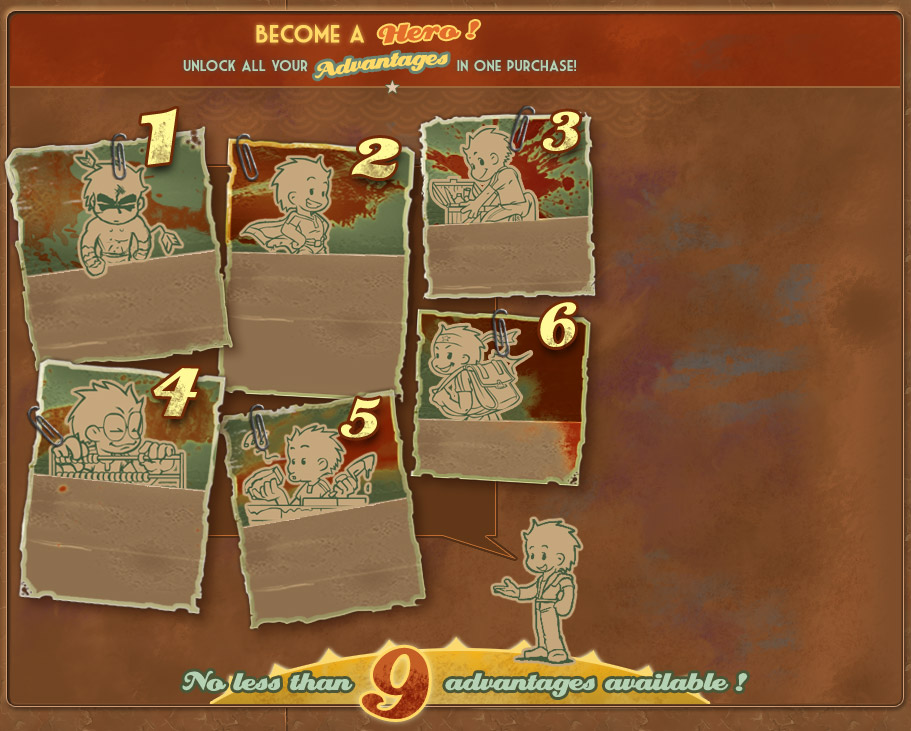 BECOME A Hero !
UNLOCK ALL YOUR Advantages IN ONE PURCHASE!
1
2
3
4
5
6
No less than 9 advantages available !